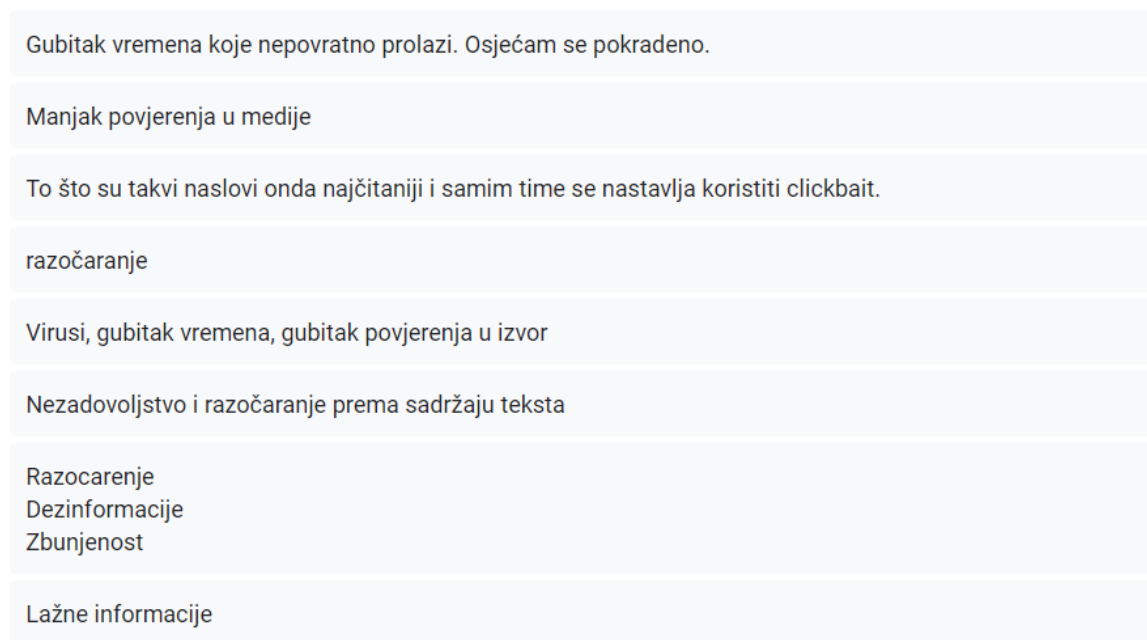 Gubitak vremena koje nepovratno prolazi. Osjećam se pokradeno.
Manjak povjerenja u medije
To što su takvi naslovi onda najčitaniji i samim time se nastavlja koristiti clickbait.
razočaranje
Virusi, gubitak vremena, gubitak povjerenja u izvor
Nezadovoljstvo i razočaranje prema sadržaju teksta
Razocarenje
Dezinformacije
Zbunjenost
Lažne informacije